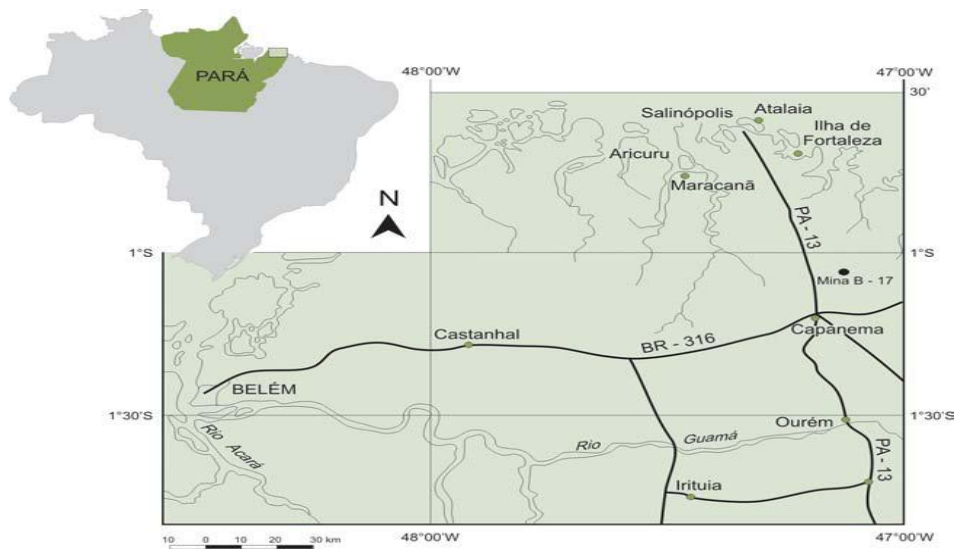 PARÁ
48°00'W
47°00'W
30'
Salinópolis
Atalaia
Ilha de
Fortaleza
Aricuru
Maracanã
N
PA - 13
1°S
1°S
Mina B - 17
Castanhal
BR - 316
Capanema
BELÉM
1°30'S
1°30'S
Ourém
Rio Acará
Rio Guamá
PA - 13
Irituia
10 0 10 20 30 km
48°00'W
47°00'W